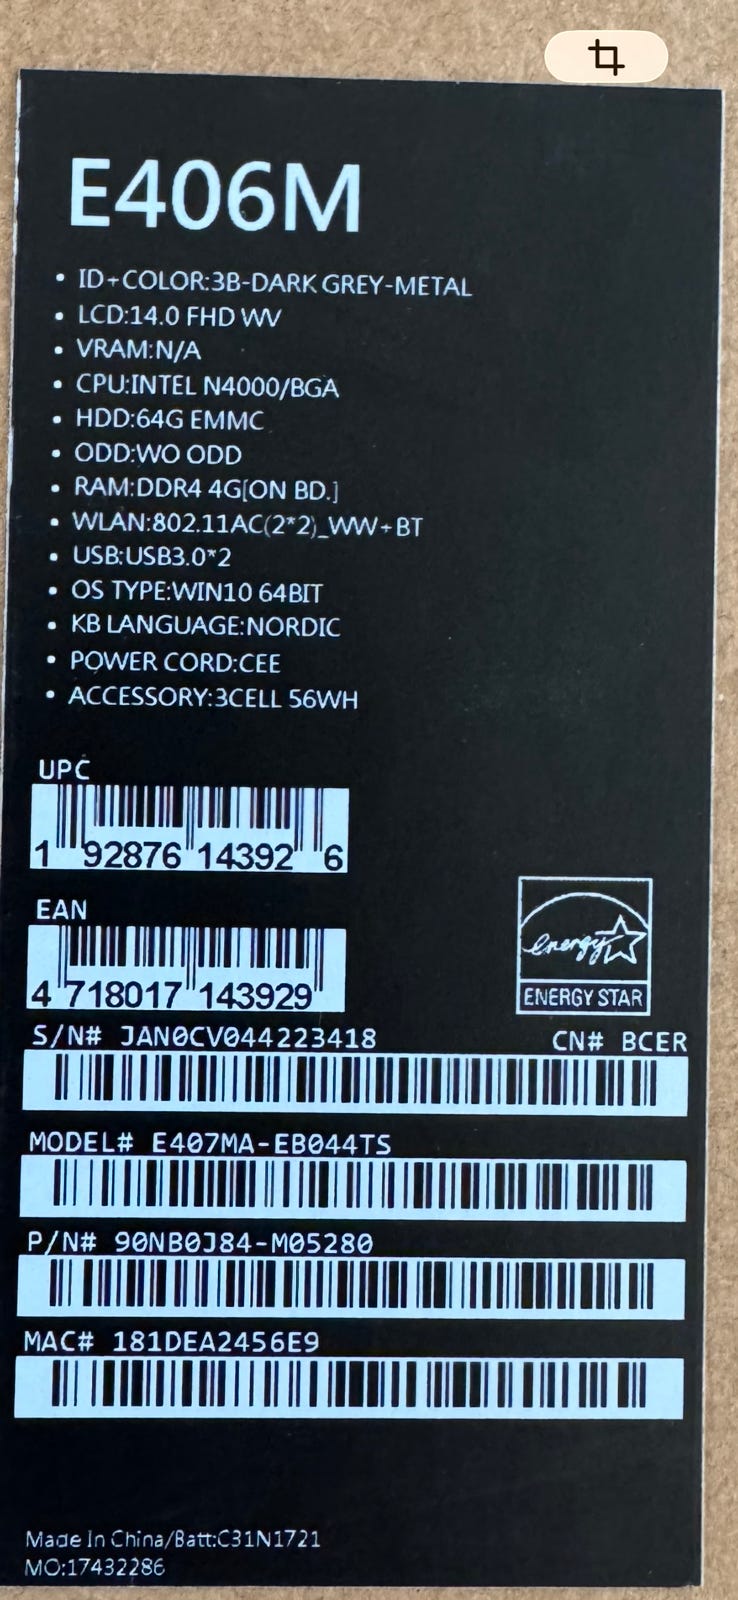 E406M
• ID+COLOR:3B-DARK GREY-METAL
• LCD:14.0 FHD WV
• VRAM:N/A
• CPU:INTEL N4000/BGA
• HDD:64G EMMC
• ODD:WO ODD
• RAM:DDR4 4G[ON BD.]
• WLAN:802.11AC(2*2)_WW+BT
• USB:USB3.0*2
• OS TYPE:WIN10 64BIT
• KB LANGUAGE:NORDIC
• POWER CORD:CEE
• ACCESSORY:3CELL 56WH
UPC
1 92876 14392 6
EAN
4 718017 143929
energy
ENERGY STAR
S/N# JAN0CV044223418 CN# BCER
MODEL# E407MA-EB044TS
P/N# 90NB0J84-M05280
MAC# 181DEA2456E9
Made In China/Batt:C31N1721
MO:17432286